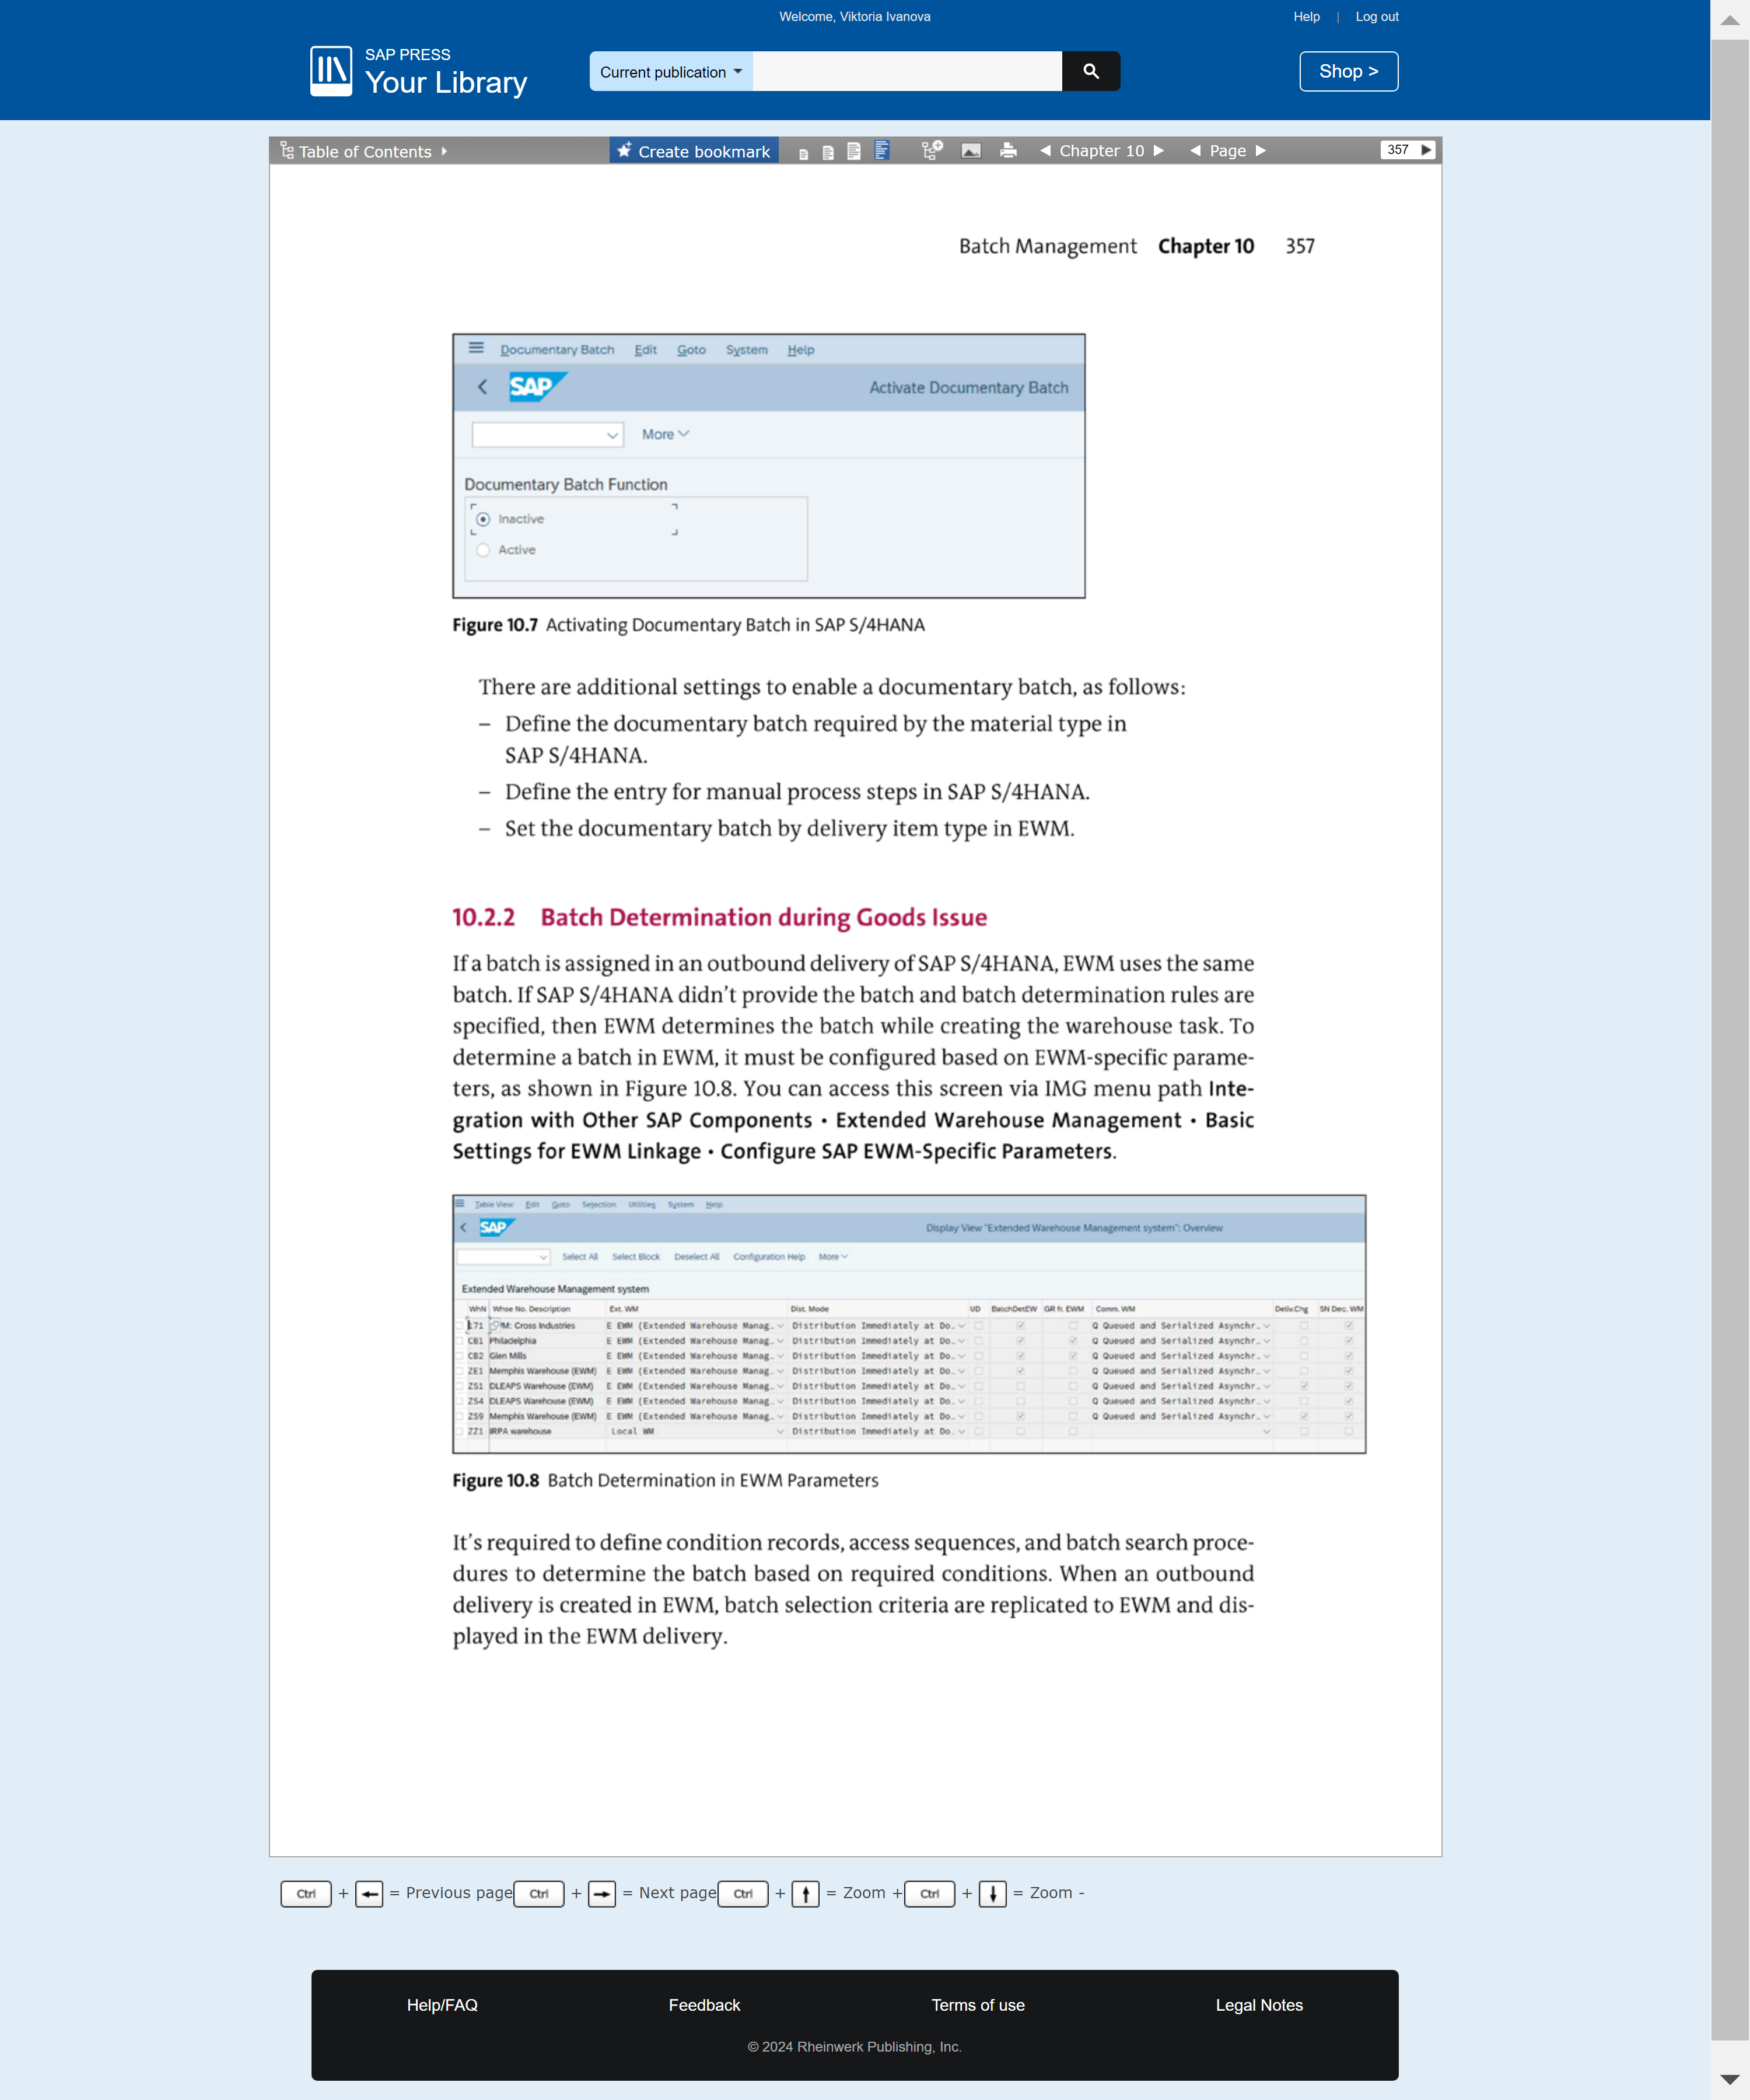 Welcome, Viktoria Ivanova
Help | Log out
SAP PRESS
Your Library
Current publication
Shop >
Table of Contents
Create bookmark
Chapter 10
Page
357
Batch Management Chapter 10 357
Documentary Batch Edit Goto System Help
SAP Activate Documentary Batch
More
Documentary Batch Function
Inactive
Active
Figure 10.7 Activating Documentary Batch in SAP S/4HANA
There are additional settings to enable a documentary batch, as follows:
– Define the documentary batch required by the material type in
SAP S/4HANA.
– Define the entry for manual process steps in SAP S/4HANA.
– Set the documentary batch by delivery item type in EWM.
10.2.2 Batch Determination during Goods Issue
If a batch is assigned in an outbound delivery of SAP S/4HANA, EWM uses the same
batch. If SAP S/4HANA didn't provide the batch and batch determination rules are
specified, then EWM determines the batch while creating the warehouse task. To
determine a batch in EWM, it must be configured based on EWM-specific parame-
ters, as shown in Figure 10.8. You can access this screen via IMG menu path Inte-
gration with Other SAP Components • Extended Warehouse Management • Basic
Settings for EWM Linkage • Configure SAP EWM-Specific Parameters.
Table View Edit Goto Selection Utilities System Help
SAP Display View "Extended Warehouse Management system": Overview
Select All Select Block Deselect All Configuration Help More
Extended Warehouse Management system
WhN Whse No. Description Ext. WM Dist. Mode UD BatchDetEW GR fr. EWM Comm. WM Deliv.Chg SN Dec. WM
171 M: Cross Industries E EWM (Extended Warehouse Manag… Distribution Immediately at Do… Q Queued and Serialized Asynchr…
CB1 Philadelphia E EWM (Extended Warehouse Manag… Distribution Immediately at Do… Q Queued and Serialized Asynchr…
CB2 Glen Mills E EWM (Extended Warehouse Manag… Distribution Immediately at Do… Q Queued and Serialized Asynchr…
ZE1 Memphis Warehouse (EWM) E EWM (Extended Warehouse Manag… Distribution Immediately at Do… Q Queued and Serialized Asynchr…
ZS1 DLEAPS Warehouse (EWM) E EWM (Extended Warehouse Manag… Distribution Immediately at Do… Q Queued and Serialized Asynchr…
ZS4 DLEAPS Warehouse (EWM) E EWM (Extended Warehouse Manag… Distribution Immediately at Do… Q Queued and Serialized Asynchr…
ZS9 Memphis Warehouse (EWM) E EWM (Extended Warehouse Manag… Distribution Immediately at Do… Q Queued and Serialized Asynchr…
ZZ1 IRPA warehouse Local WM Distribution Immediately at Do…
Figure 10.8 Batch Determination in EWM Parameters
It's required to define condition records, access sequences, and batch search proce-
dures to determine the batch based on required conditions. When an outbound
delivery is created in EWM, batch selection criteria are replicated to EWM and dis-
played in the EWM delivery.
Ctrl + ← = Previous page Ctrl + → = Next page Ctrl + ↑ = Zoom + Ctrl + ↓ = Zoom -
Help/FAQ Feedback Terms of use Legal Notes
© 2024 Rheinwerk Publishing, Inc.